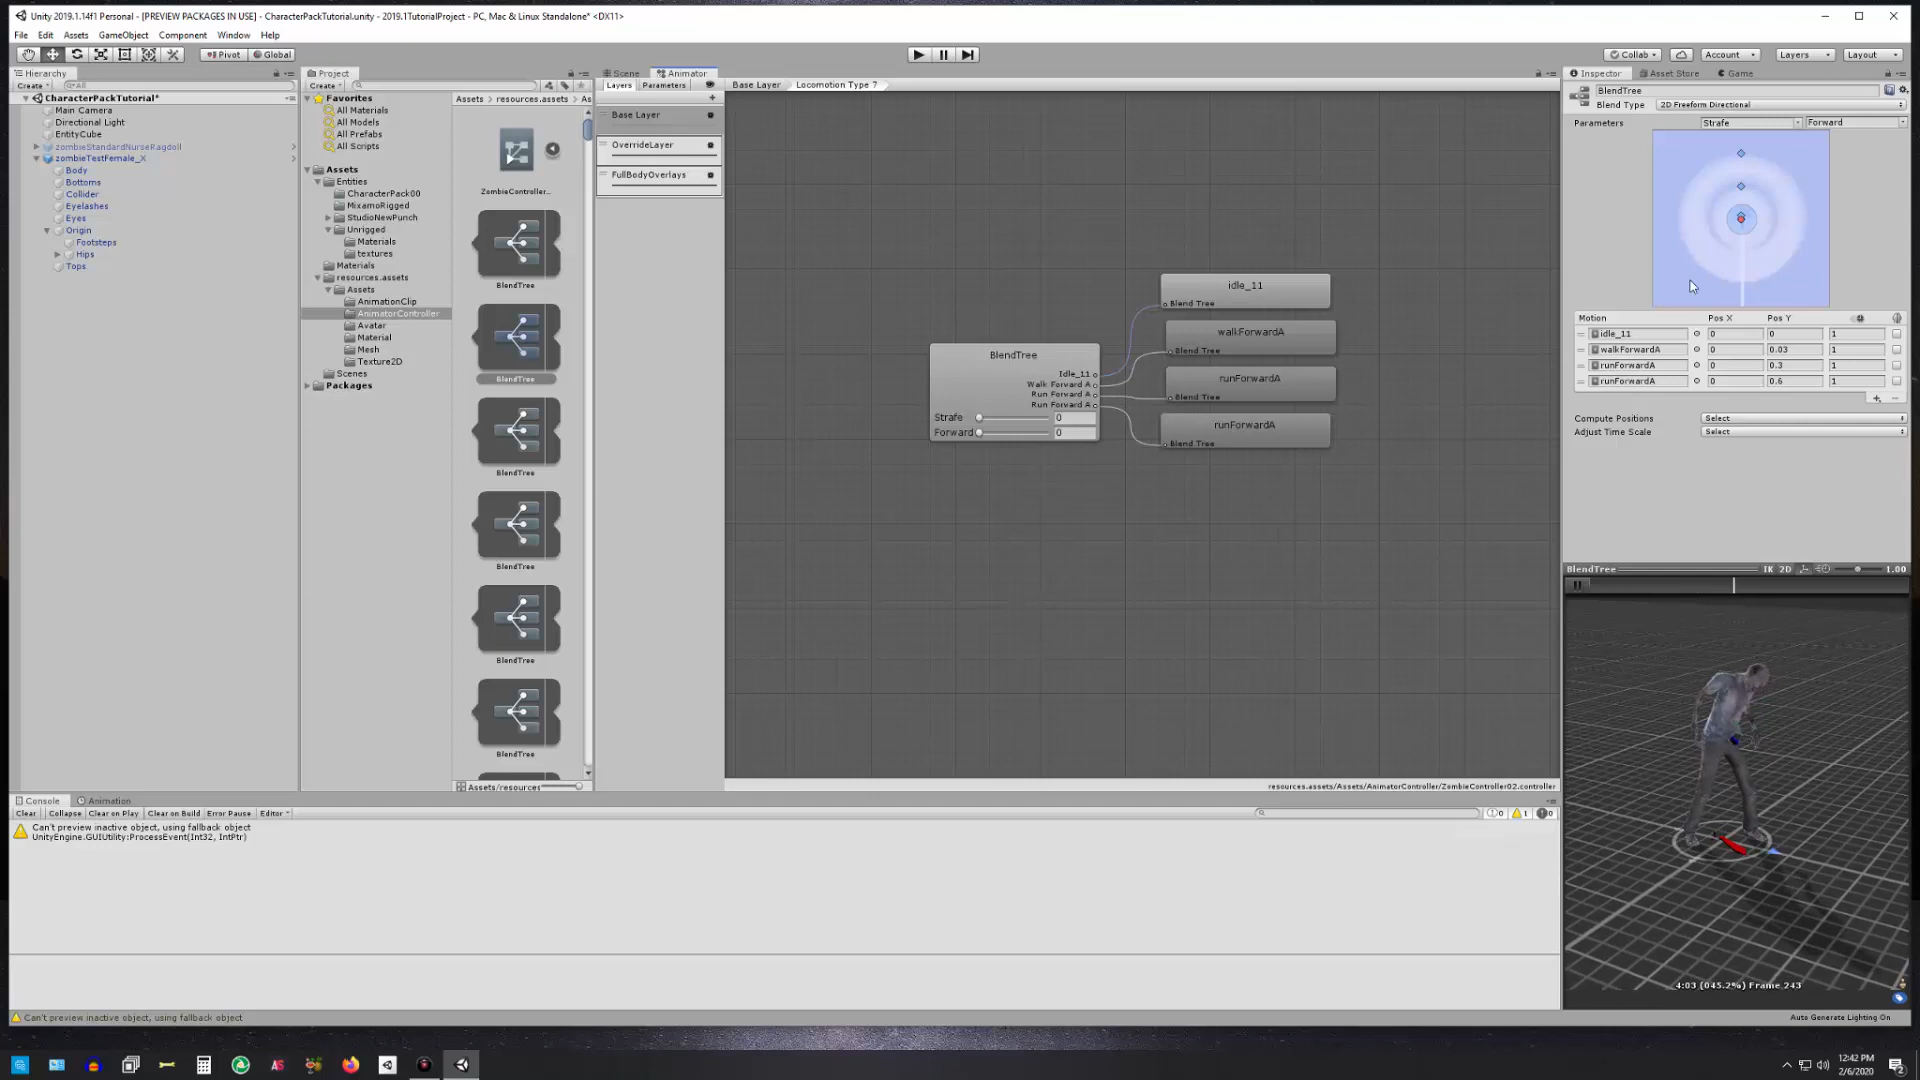 Unity 2019.1.14f1 Personal - [PREVIEW PACKAGES IN USE] - CharacterPackTutorial.unity - 2019.1TutorialProject - PC, Mac & Linux Standalone* <DX11>
File Edit Assets GameObject Component Window Help
Pivot Global Collab Account Layers Layout
Hierarchy
Create All
CharacterPackTutorial*
Main Camera
Directional Light
EntityCube
zombieStandardNurseRagdoll
zombieTestFemale_X
Body
Bottoms
Collider
Eyelashes
Eyes
Origin
Footsteps
Hips
Tops
Project
Create
Favorites
All Materials
All Models
All Prefabs
All Scripts
Assets
Entities
CharacterPack00
MixamoRigged
StudioNewPunch
Unrigged
Materials
textures
Materials
resources.assets
Assets
AnimationClip
AnimatorController
Avatar
Material
Mesh
Texture2D
Scenes
Packages
Assets resources.assets As
ZombieController...
BlendTree
BlendTree
BlendTree
BlendTree
BlendTree
BlendTree
Assets/resources
Scene Animator
Layers Parameters
Base Layer
OverrideLayer
FullBodyOverlays
Base Layer Locomotion Type 7
BlendTree
Idle_11
Walk Forward A
Run Forward A
Run Forward A
Strafe 0
Forward 0
idle_11
Blend Tree
walkForwardA
Blend Tree
runForwardA
Blend Tree
runForwardA
Blend Tree
resources.assets/Assets/AnimatorController/ZombieController02.controller
Inspector Asset Store Game
BlendTree
Blend Type 2D Freeform Directional
Parameters Strafe Forward
Motion Pos X Pos Y
idle_11 0 0 1
walkForwardA 0 0.03 1
runForwardA 0 0.3 1
runForwardA 0 0.6 1
Compute Positions Select
Adjust Time Scale Select
BlendTree IK 2D 1.00
4:03 (045.2%) Frame 243
Console Animation
Clear Collapse Clear on Play Clear on Build Error Pause Editor
0 1 0
Can't preview inactive object, using fallback object
UnityEngine.GUIUtility:ProcessEvent(Int32, IntPtr)
Can't preview inactive object, using fallback object
Auto Generate Lighting On
12:42 PM
2/6/2020